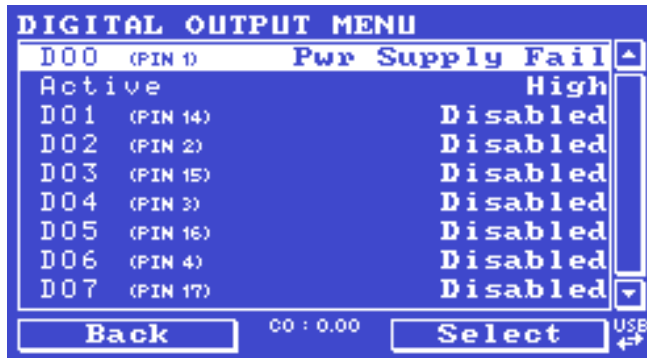 DIGITAL OUTPUT MENU
DO0 (PIN 1) Pwr Supply Fail
Active High
DO1 (PIN 14) Disabled
DO2 (PIN 2) Disabled
DO3 (PIN 15) Disabled
DO4 (PIN 3) Disabled
DO5 (PIN 16) Disabled
DO6 (PIN 4) Disabled
DO7 (PIN 17) Disabled
Back CO : 0.00 Select USB